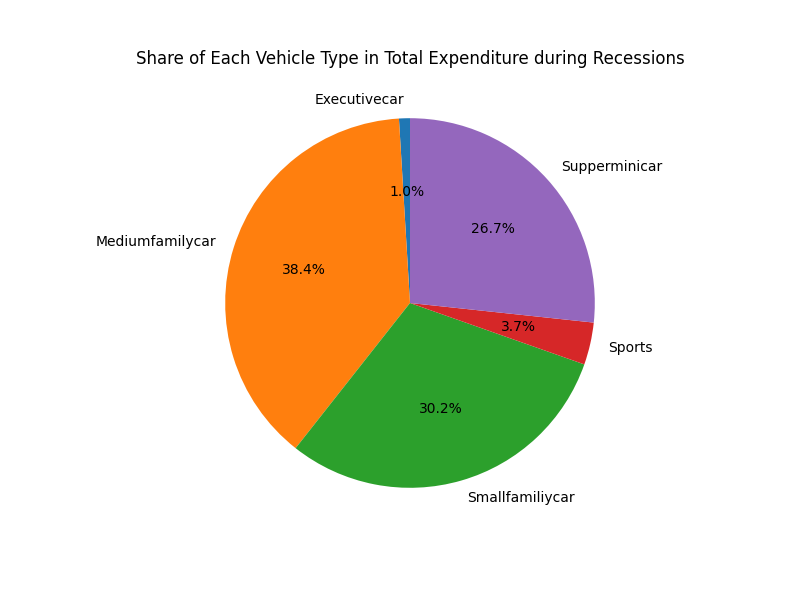 Share of Each Vehicle Type in Total Expenditure during Recessions
Executivecar
1.0%
Supperminicar
26.7%
Mediumfamilycar
38.4%
3.7%
Sports
30.2%
Smallfamiliycar